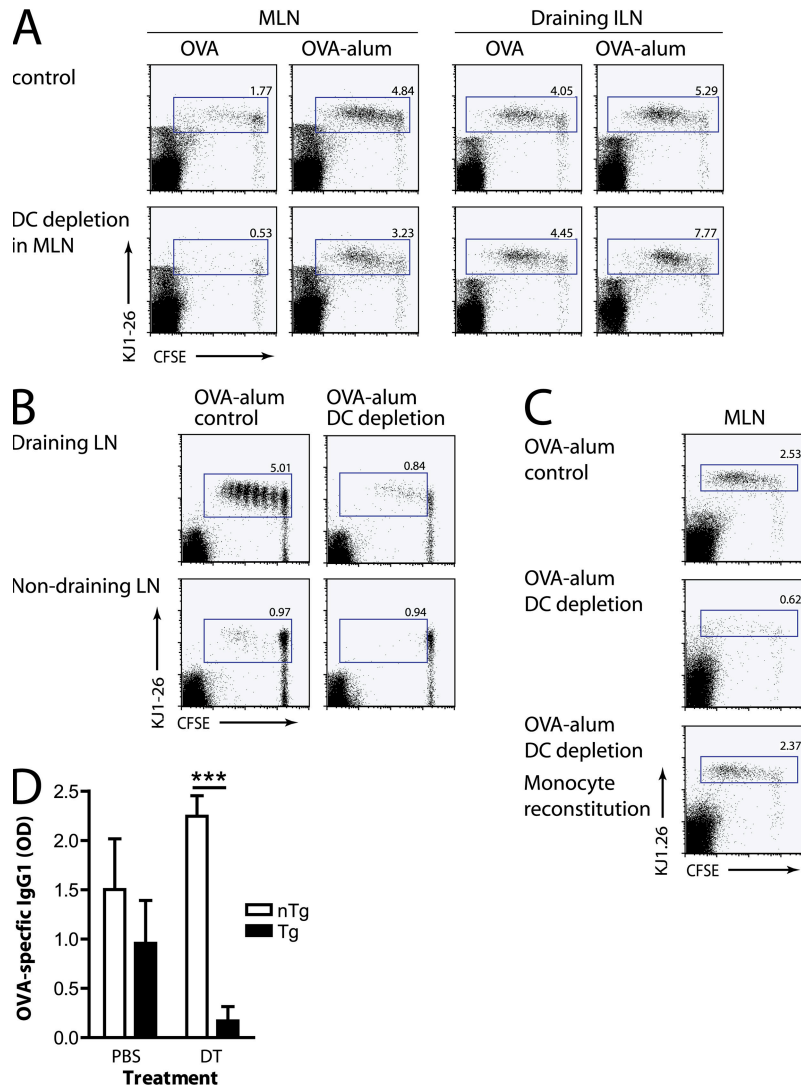 A
MLN
Draining ILN
OVA
OVA-alum
OVA
OVA-alum
control
1.77
4.84
4.05
5.29
DC depletion
in MLN
0.53
3.23
4.45
7.77
KJ1-26
CFSE
B
OVA-alum
control
OVA-alum
DC depletion
Draining LN
5.01
0.84
Non-draining LN
0.97
0.94
KJ1-26
CFSE
C
MLN
OVA-alum
control
2.53
OVA-alum
DC depletion
0.62
OVA-alum
DC depletion
Monocyte
reconstitution
2.37
KJ1.26
CFSE
D
***
OVA-specfic IgG1 (OD)
2.5
2.0
1.5
1.0
0.5
0.0
nTg
Tg
PBS
DT
Treatment